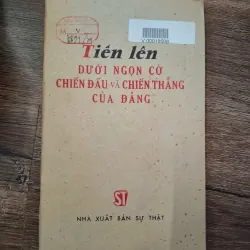 Tiến lên
DƯỚI NGỌN CỜ
CHIẾN ĐẤU VÀ CHIẾN THẮNG
CỦA ĐẢNG
ST
NHÀ XUẤT BẢN SỰ THẬT